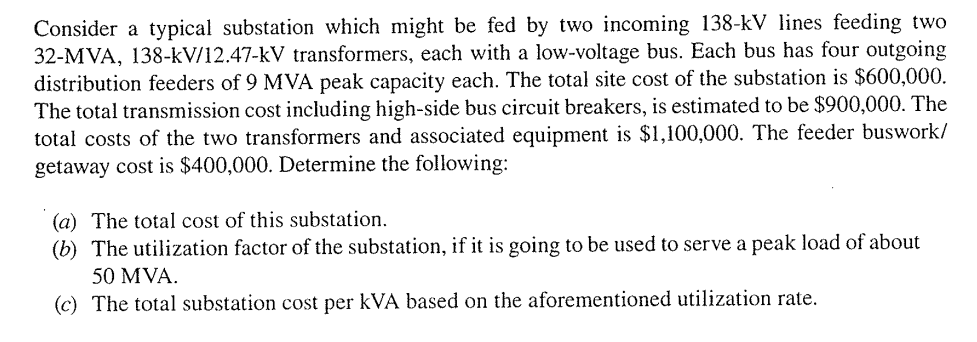 Consider a typical substation which might be fed by two incoming 138-kV lines feeding two
32-MVA, 138-kV/12.47-kV transformers, each with a low-voltage bus. Each bus has four outgoing
distribution feeders of 9 MVA peak capacity each. The total site cost of the substation is $600,000.
The total transmission cost including high-side bus circuit breakers, is estimated to be $900,000. The
total costs of the two transformers and associated equipment is $1,100,000. The feeder buswork/
getaway cost is $400,000. Determine the following:
(a) The total cost of this substation.
(b) The utilization factor of the substation, if it is going to be used to serve a peak load of about
50 MVA.
(c) The total substation cost per kVA based on the aforementioned utilization rate.